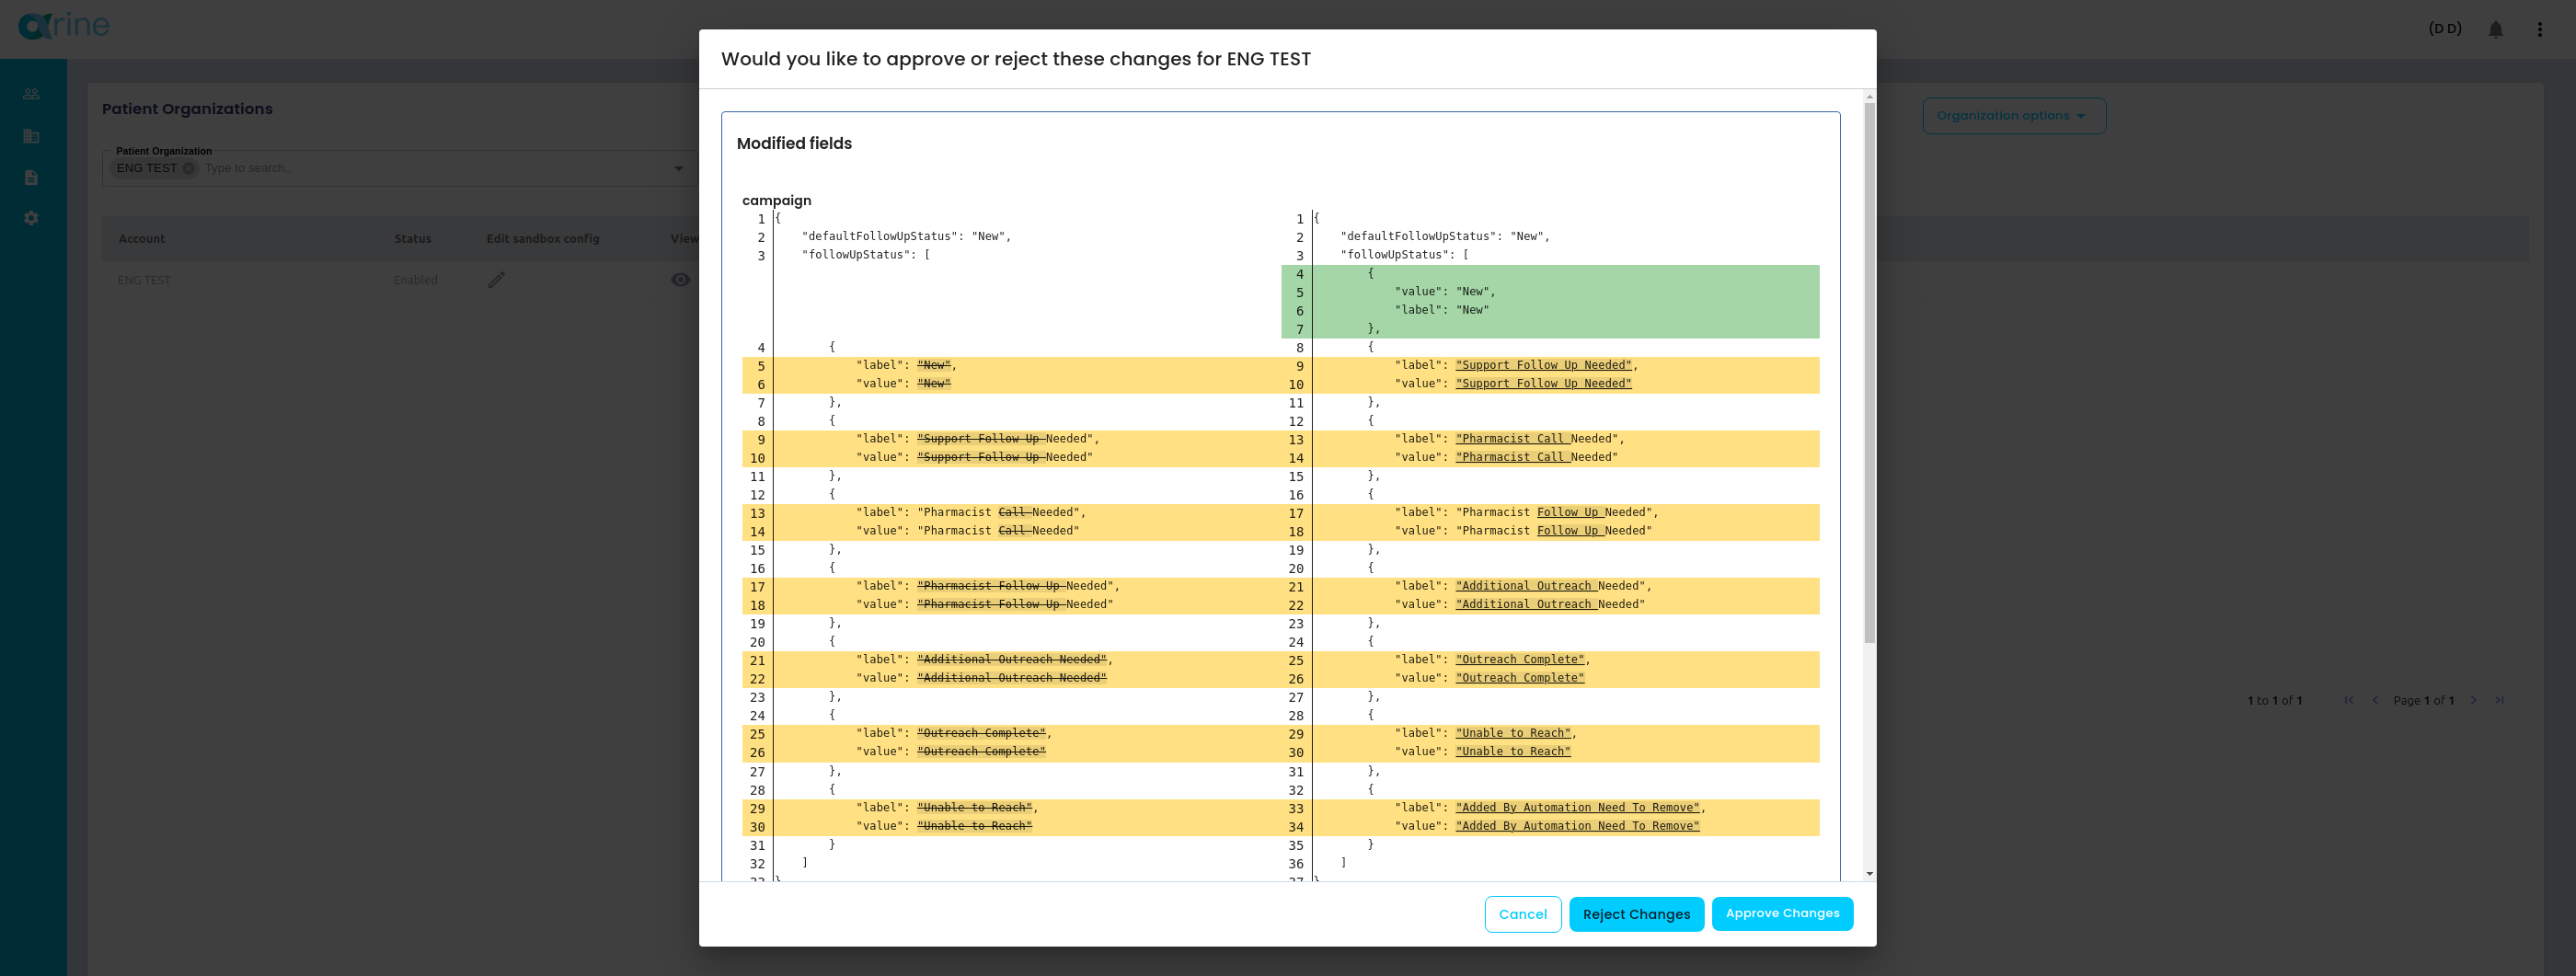 arine
(D D)
Would you like to approve or reject these changes for ENG TEST
Patient Organizations
Organization options
Patient Organization
ENG TEST
Type to search...
Account
Status
Edit sandbox config
View
ENG TEST
Enabled
Modified fields
campaign
1 { 1 {
2 "defaultFollowUpStatus": "New", 2 "defaultFollowUpStatus": "New",
3 "followUpStatus": [ 3 "followUpStatus": [
4 {
5 "value": "New",
6 "label": "New"
7 },
4 { 8 {
5 "label": "New", 9 "label": "Support Follow Up Needed",
6 "value": "New" 10 "value": "Support Follow Up Needed"
7 }, 11 },
8 { 12 {
9 "label": "Support Follow Up Needed", 13 "label": "Pharmacist Call Needed",
10 "value": "Support Follow Up Needed" 14 "value": "Pharmacist Call Needed"
11 }, 15 },
12 { 16 {
13 "label": "Pharmacist Call Needed", 17 "label": "Pharmacist Follow Up Needed",
14 "value": "Pharmacist Call Needed" 18 "value": "Pharmacist Follow Up Needed"
15 }, 19 },
16 { 20 {
17 "label": "Pharmacist Follow Up Needed", 21 "label": "Additional Outreach Needed",
18 "value": "Pharmacist Follow Up Needed" 22 "value": "Additional Outreach Needed"
19 }, 23 },
20 { 24 {
21 "label": "Additional Outreach Needed", 25 "label": "Outreach Complete",
22 "value": "Additional Outreach Needed" 26 "value": "Outreach Complete"
23 }, 27 },
24 { 28 {
25 "label": "Outreach Complete", 29 "label": "Unable to Reach",
26 "value": "Outreach Complete" 30 "value": "Unable to Reach"
27 }, 31 },
28 { 32 {
29 "label": "Unable to Reach", 33 "label": "Added By Automation Need To Remove",
30 "value": "Unable to Reach" 34 "value": "Added By Automation Need To Remove"
31 } 35 }
32 ] 36 ]
33 } 37 }
1 to 1 of 1
Page 1 of 1
Cancel
Reject Changes
Approve Changes